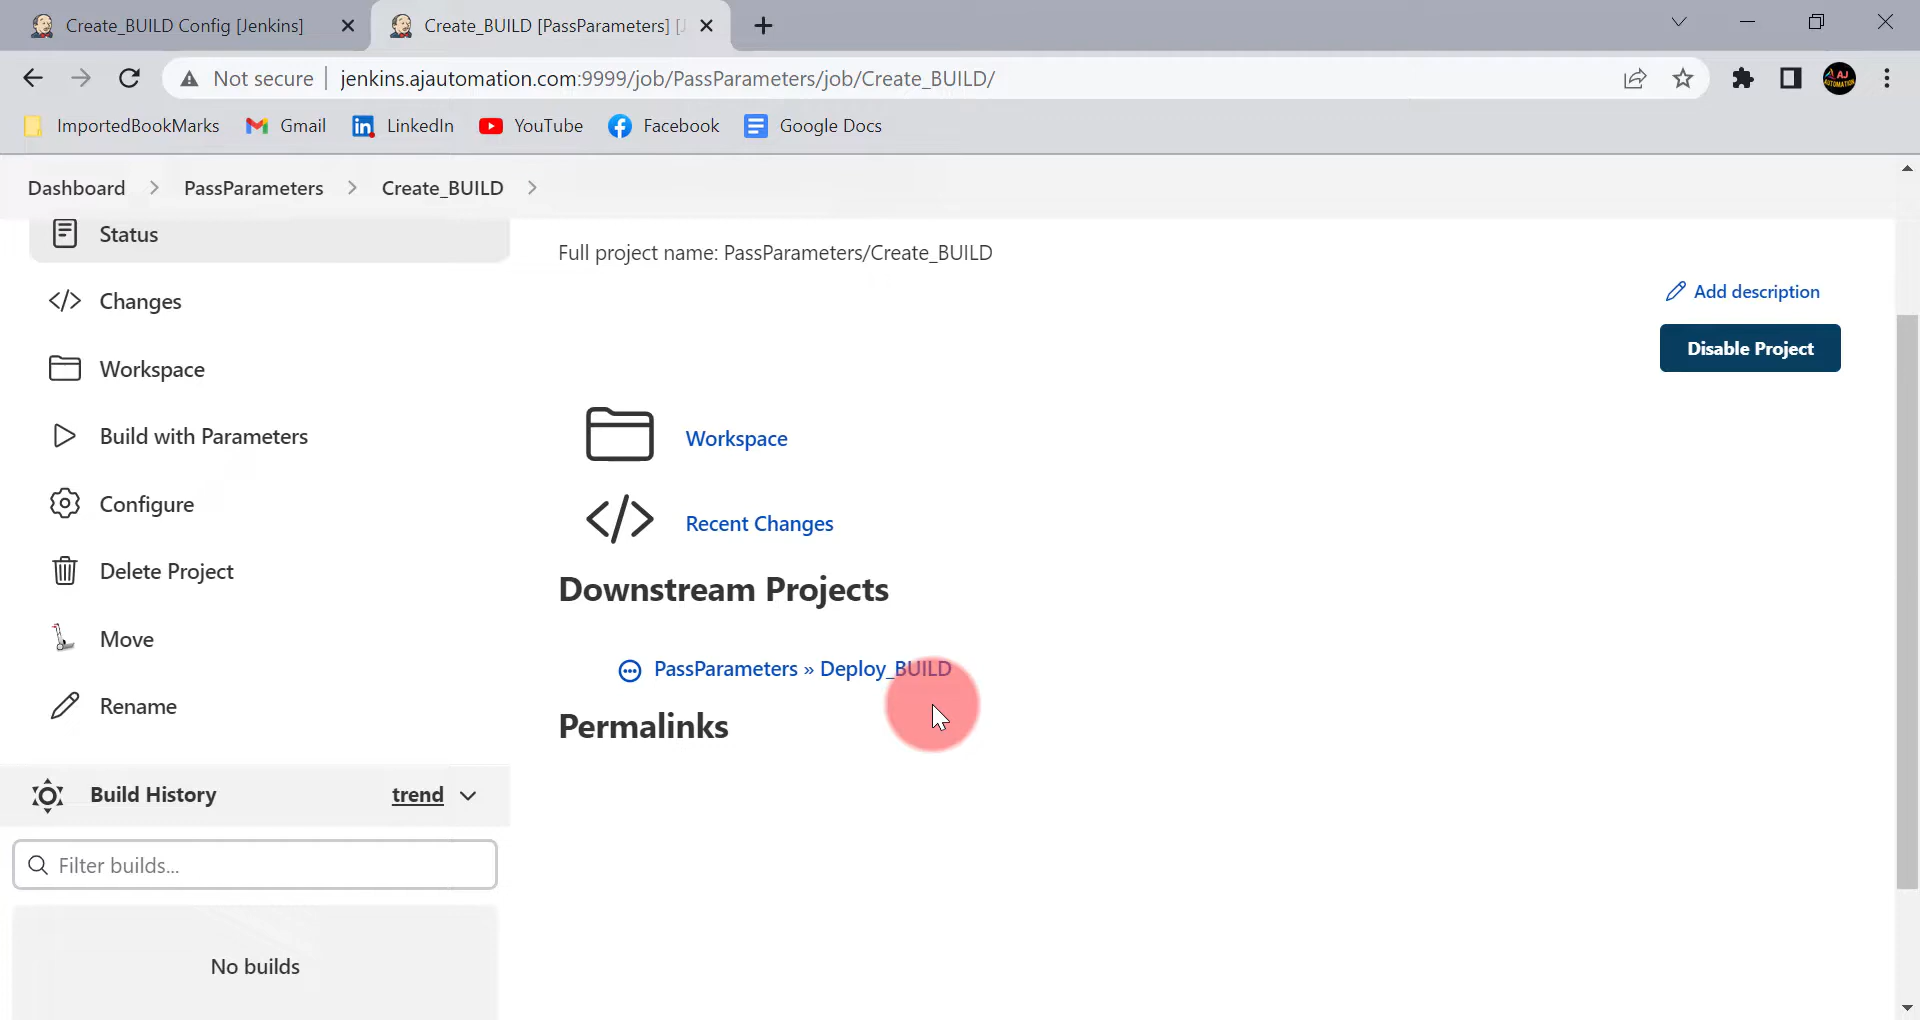 Create_BUILD Config [Jenkins]
Create_BUILD [PassParameters] [J
Not secure
jenkins.ajautomation.com:9999/job/PassParameters/job/Create_BUILD/
AJ
AUTOMATION
ImportedBookMarks
Gmail
LinkedIn
YouTube
Facebook
Google Docs
Dashboard
PassParameters
Create_BUILD
Status
Changes
Workspace
Build with Parameters
Configure
Delete Project
Move
Rename
Build History
trend
Filter builds...
No builds
Full project name: PassParameters/Create_BUILD
Add description
Disable Project
Workspace
Recent Changes
Downstream Projects
PassParameters » Deploy_BUILD
Permalinks